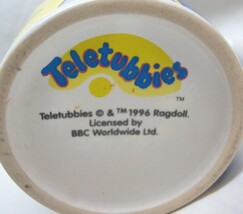 Teletubbies
TM
Teletubbies © & ™ 1996 Ragdoll.
Licensed by
BBC Worldwide Ltd.